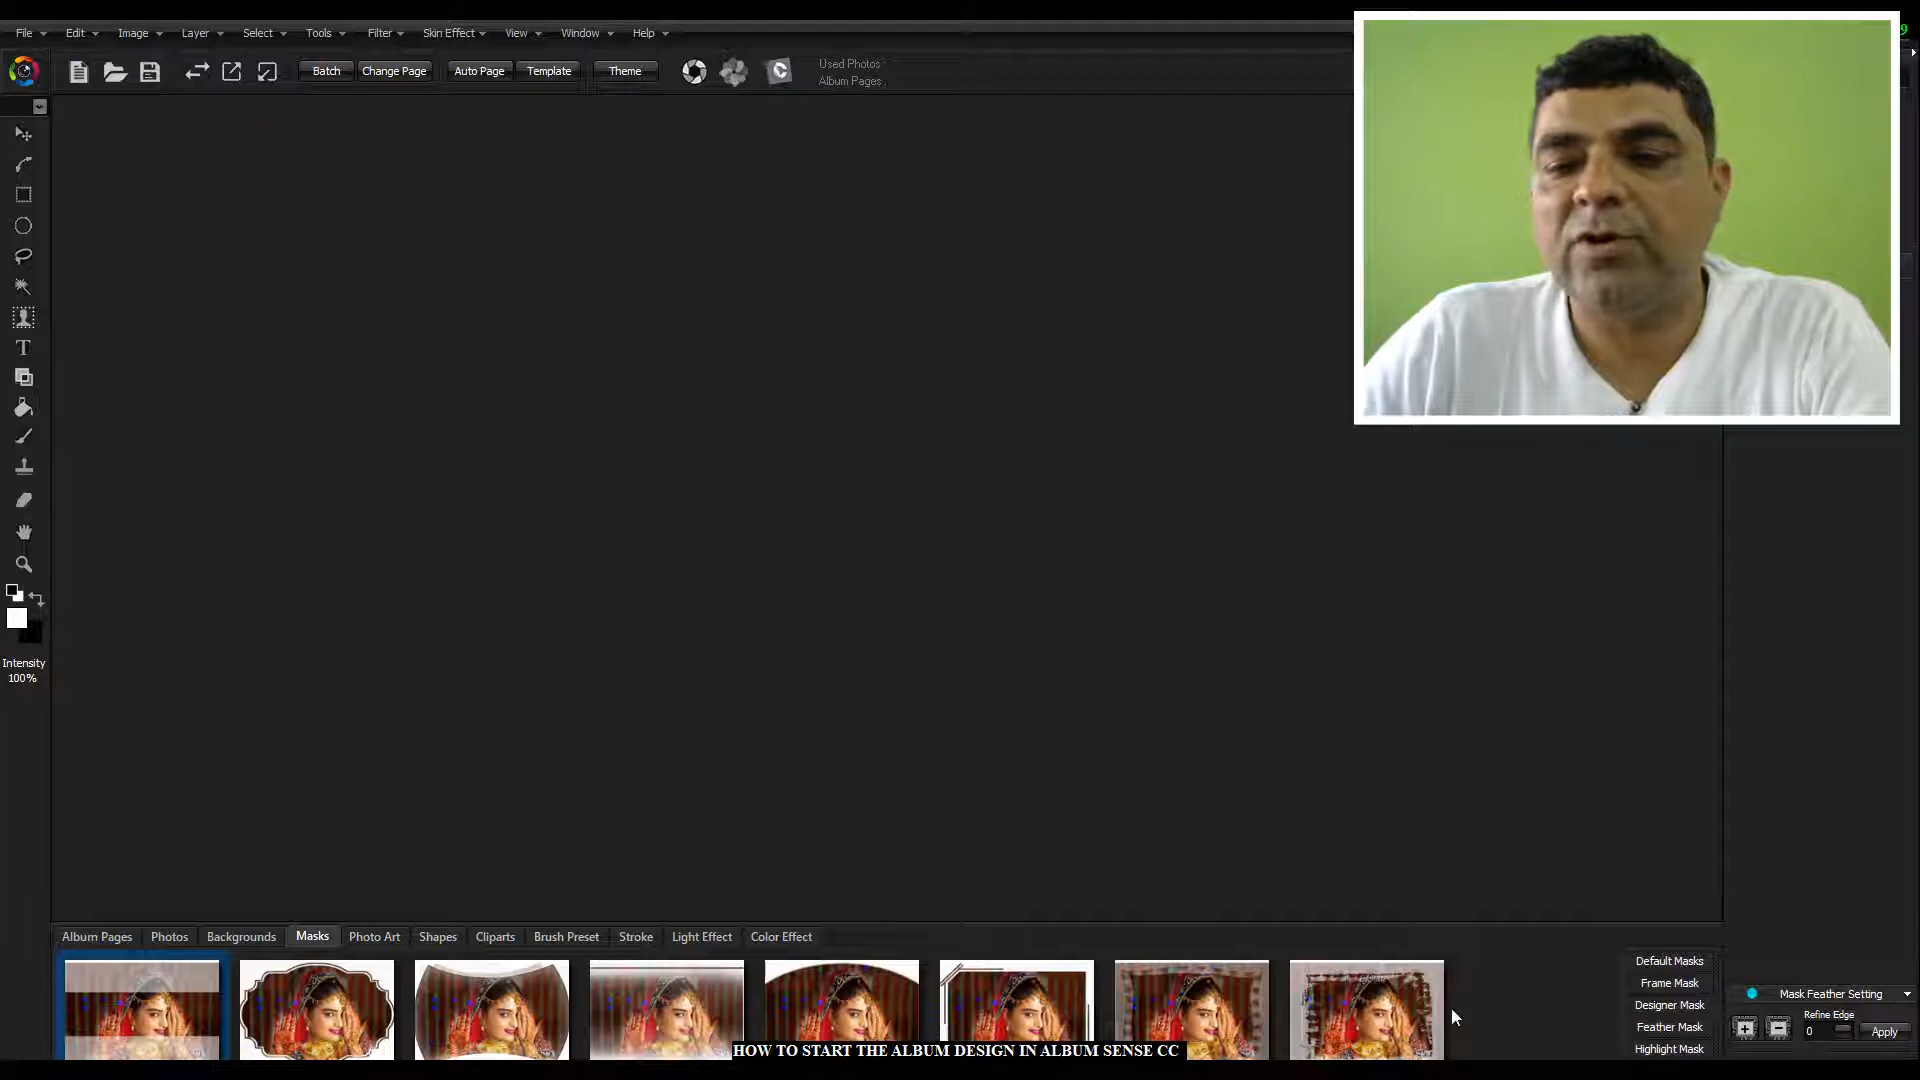 File Edit Image Layer Select Tools Filter Skin Effect View Window Help
9
Batch Change Page Auto Page Template Theme
Used Photos
Album Pages
T
Intensity
100%
Album Pages Photos Backgrounds Masks Photo Art Shapes Cliparts Brush Preset Stroke Light Effect Color Effect
Default Masks
Frame Mask
Designer Mask
Feather Mask
Highlight Mask
Mask Feather Setting
Refine Edge
0 Apply
HOW TO START THE ALBUM DESIGN IN ALBUM SENSE CC